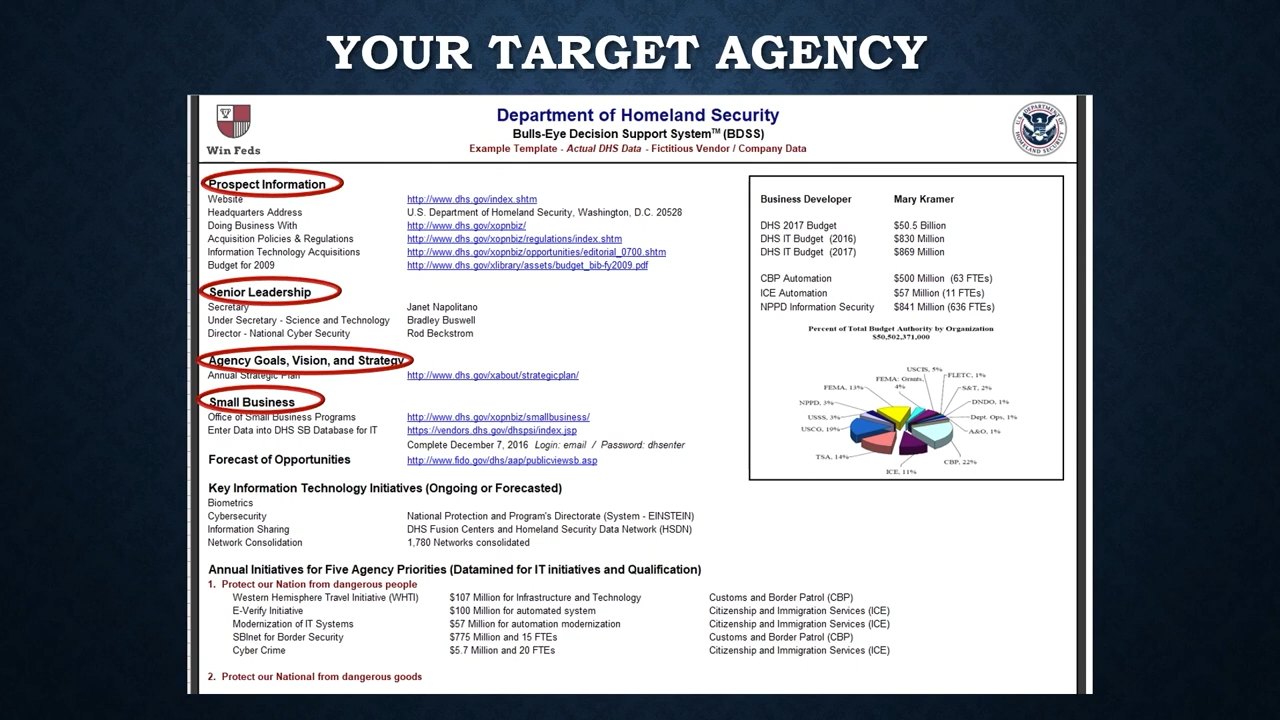 YOUR TARGET AGENCY
Win Feds
Department of Homeland Security
Bulls-Eye Decision Support System™ (BDSS)
Example Template - Actual DHS Data - Fictitious Vendor / Company Data
U.S. DEPARTMENT OF HOMELAND SECURITY
Prospect Information
Website http://www.dhs.gov/index.shtm
Headquarters Address U.S. Department of Homeland Security, Washington, D.C. 20528
Doing Business With http://www.dhs.gov/xopnbiz/
Acquisition Policies & Regulations http://www.dhs.gov/xopnbiz/regulations/index.shtm
Information Technology Acquisitions http://www.dhs.gov/xopnbiz/opportunities/editorial_0700.shtm
Budget for 2009 http://www.dhs.gov/xlibrary/assets/budget_bib-fy2009.pdf
Senior Leadership
Secretary Janet Napolitano
Under Secretary - Science and Technology Bradley Buswell
Director - National Cyber Security Rod Beckstrom
Agency Goals, Vision, and Strategy
Annual Strategic Plan http://www.dhs.gov/xabout/strategicplan/
Small Business
Office of Small Business Programs http://www.dhs.gov/xopnbiz/smallbusiness/
Enter Data into DHS SB Database for IT https://vendors.dhs.gov/dhspsi/index.jsp
Complete December 7, 2016 Login: email / Password: dhsenter
Forecast of Opportunities http://www.fido.gov/dhs/aap/publicviewsb.asp
Business Developer Mary Kramer
DHS 2017 Budget $50.5 Billion
DHS IT Budget (2016) $830 Million
DHS IT Budget (2017) $869 Million
CBP Automation $500 Million (63 FTEs)
ICE Automation $57 Million (11 FTEs)
NPPD Information Security $841 Million (636 FTEs)
Percent of Total Budget Authority by Organization
$50,502,371,000
USCIS, 5%
FLETC, 1%
FEMA: Grants, 4%
S&T, 2%
FEMA, 13%
DNDO, 1%
NPPD, 3%
Dept. Ops, 1%
USSS, 3%
A&O, 1%
USCG, 19%
TSA, 14%
CBP, 22%
ICE, 11%
Key Information Technology Initiatives (Ongoing or Forecasted)
Biometrics
Cybersecurity National Protection and Program's Directorate (System - EINSTEIN)
Information Sharing DHS Fusion Centers and Homeland Security Data Network (HSDN)
Network Consolidation 1,780 Networks consolidated
Annual Initiatives for Five Agency Priorities (Datamined for IT initiatives and Qualification)
1. Protect our Nation from dangerous people
Western Hemisphere Travel Initiative (WHTI) $107 Million for Infrastructure and Technology Customs and Border Patrol (CBP)
E-Verify Initiative $100 Million for automated system Citizenship and Immigration Services (ICE)
Modernization of IT Systems $57 Million for automation modernization Citizenship and Immigration Services (ICE)
SBInet for Border Security $775 Million and 15 FTEs Customs and Border Patrol (CBP)
Cyber Crime $5.7 Million and 20 FTEs Citizenship and Immigration Services (ICE)
2. Protect our National from dangerous goods